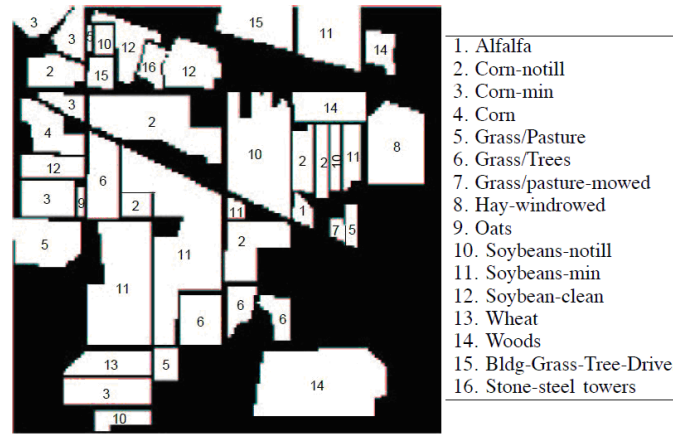 3 3 5 10 12 15 11 14
2 15 16 12
3 2 14
4 10 2 2 10 11 8
12 6
3 9 2 11 1
5 11 11 2 7 5
6 6 6
13 5
3 14
10
1. Alfalfa
2. Corn-notill
3. Corn-min
4. Corn
5. Grass/Pasture
6. Grass/Trees
7. Grass/pasture-mowed
8. Hay-windrowed
9. Oats
10. Soybeans-notill
11. Soybeans-min
12. Soybean-clean
13. Wheat
14. Woods
15. Bldg-Grass-Tree-Drive
16. Stone-steel towers